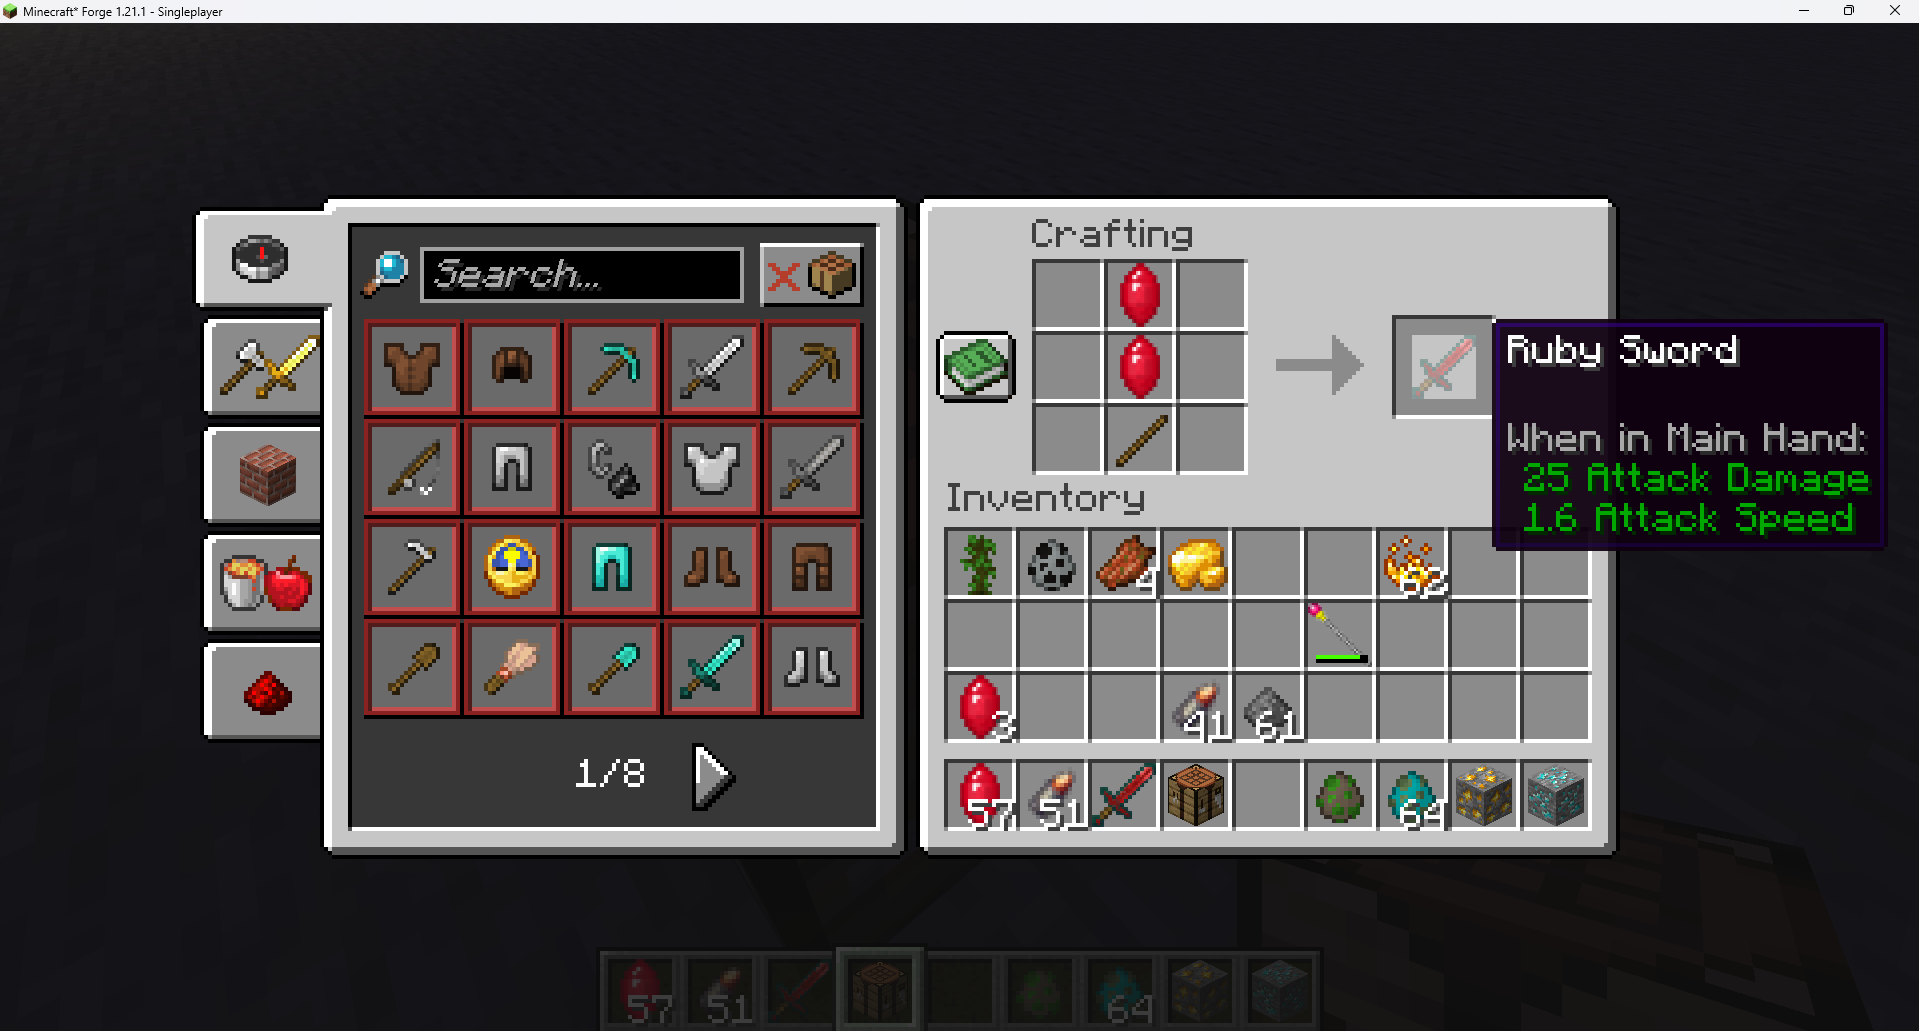 Minecraft* Forge 1.21.1 - Singleplayer
Crafting
Search...
Ruby Sword
When in Main Hand:
25 Attack Damage
1.6 Attack Speed
Inventory
4
52
3
41
61
1/8
57
51
64
57
51
64